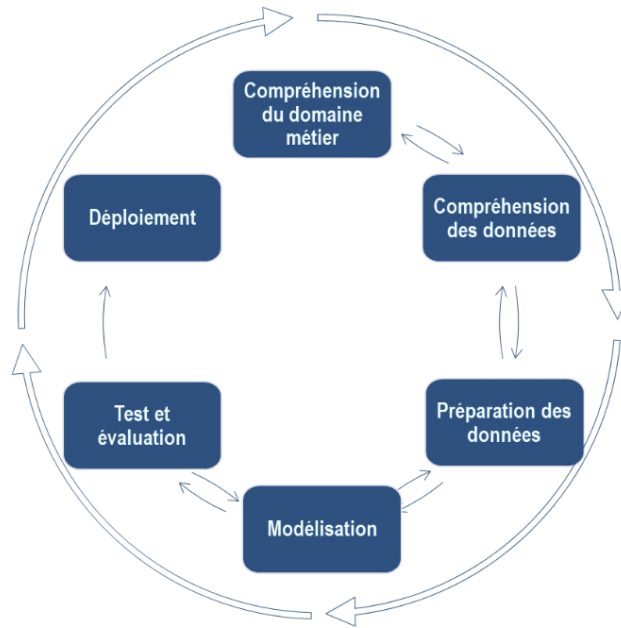 Compréhension
du domaine
métier
Compréhension
des données
Préparation des
données
Modélisation
Test et
évaluation
Déploiement